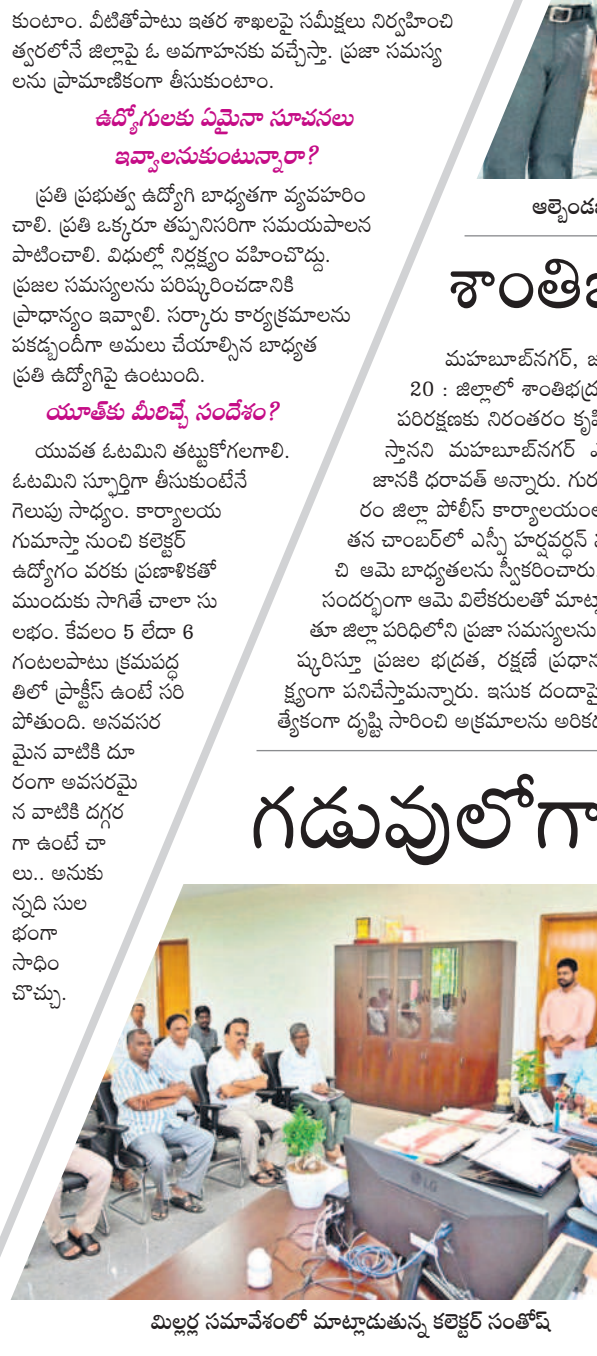 కుంటాం. వీటితోపాటు ఇతర శాఖలపై సమీక్షలు నిర్వహించి
త్వరలోనే జిల్లాపై ఓ అవగాహనకు వచ్చేస్తా. ప్రజా సమస్య
లను ప్రామాణికంగా తీసుకుంటాం.
ఉద్యోగులకు ఏమైనా సూచనలు
ఇవ్వాలనుకుంటున్నారా?
ప్రతి ప్రభుత్వ ఉద్యోగి బాధ్యతగా వ్యవహరిం
చాలి. ప్రతి ఒక్కరూ తప్పనిసరిగా సమయపాలన
పాటించాలి. విధుల్లో నిర్లక్ష్యం వహించొద్దు.
ప్రజల సమస్యలను పరిష్కరించడానికి
ప్రాధాన్యం ఇవ్వాలి. సర్కారు కార్యక్రమాలను
పకడ్బందీగా అమలు చేయాల్సిన బాధ్యత
ప్రతి ఉద్యోగిపై ఉంటుంది.
యూత్‌కు మీరిచ్చే సందేశం?
యువత ఓటమిని తట్టుకోగలగాలి.
ఓటమిని స్ఫూర్తిగా తీసుకుంటేనే
గెలుపు సాధ్యం. కార్యాలయ
గుమాస్తా నుంచి కలెక్టర్
ఉద్యోగం వరకు ప్రణాళికతో
ముందుకు సాగితే చాలా సు
లభం. కేవలం 5 లేదా 6
గంటలపాటు క్రమపద్ధ
తిలో ప్రాక్టీస్ ఉంటే సరి
పోతుంది. అనవసర
మైన వాటికి దూ
రంగా అవసరమై
న వాటికి దగ్గర
గా ఉంటే చా
లు.. అనుకు
న్నది సుల
భంగా
సాధిం
చొచ్చు.
ఆల్బెండ
శాంతిభ
మహబూబ్‌నగర్, జ
20 : జిల్లాలో శాంతిభద్ర
పరిరక్షణకు నిరంతరం కృషి
స్తానని మహబూబ్‌నగర్ ఎ
జానకి ధరావత్ అన్నారు. గురు
రం జిల్లా పోలీస్ కార్యాలయంల
తన చాంబర్‌లో ఎస్పీ హర్షవర్ధన్
చి ఆమె బాధ్యతలను స్వీకరించారు.
సందర్భంగా ఆమె విలేకరులతో మాట్లా
తూ జిల్లా పరిధిలోని ప్రజా సమస్యలను
ష్కరిస్తూ ప్రజల భద్రత, రక్షణే ప్రధాన
క్ష్యంగా పనిచేస్తామన్నారు. ఇసుక దందాపై
త్యేకంగా దృష్టి సారించి అక్రమాలను అరికట
గడువులోగా
LG
మిల్లర్ల సమావేశంలో మాట్లాడుతున్న కలెక్టర్ సంతోష్